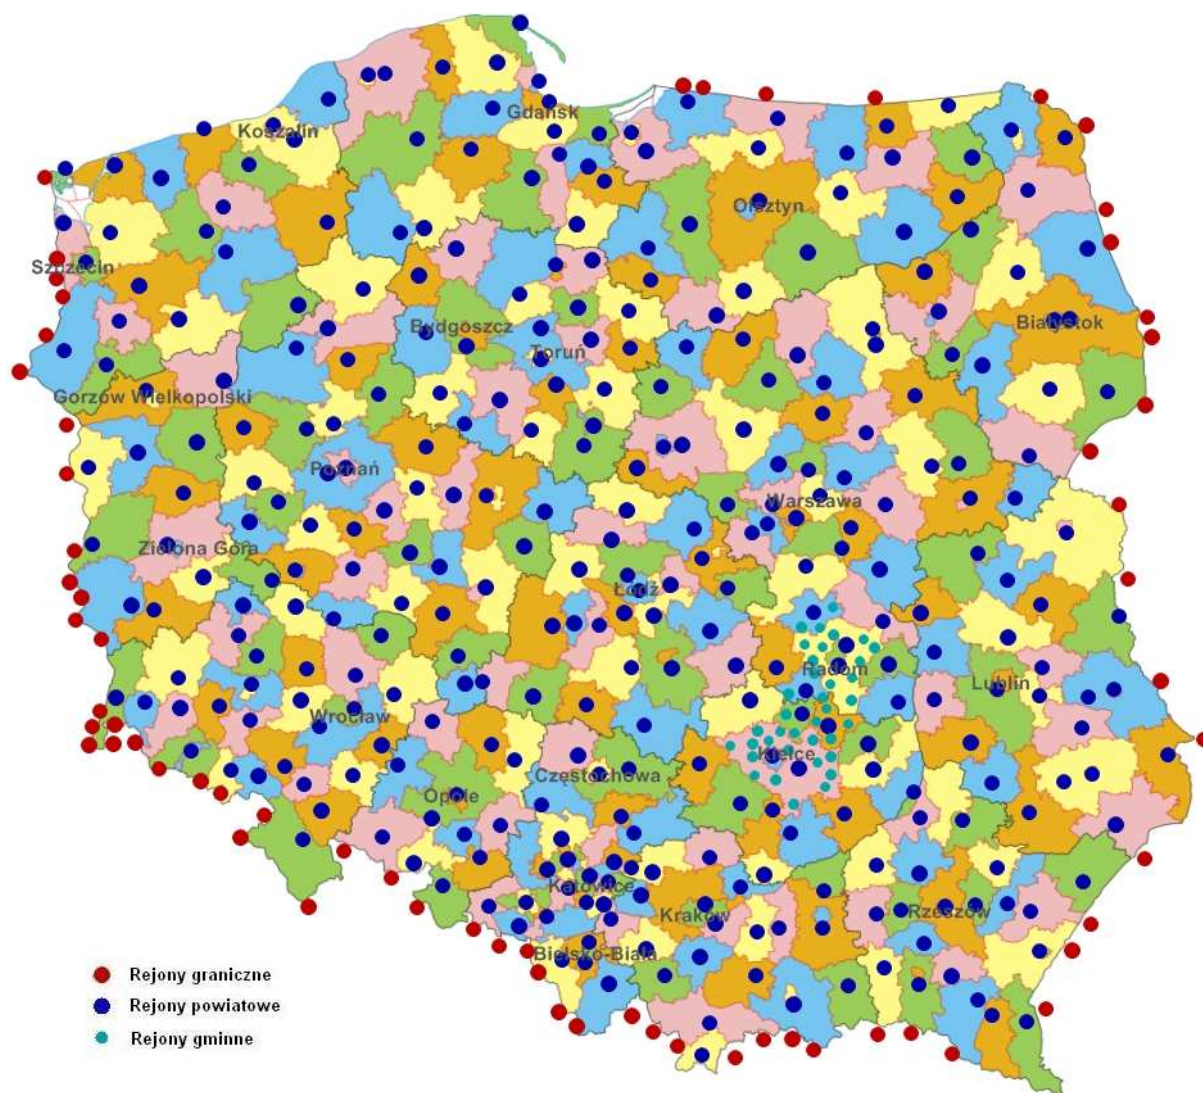 Gdańsk
Koszalin
Olsztyn
Szczecin
Bydgoszcz
Białystok
Toruń
Gorzów Wielkopolski
Poznań
Warszawa
Zielona Góra
Łódź
Radom
Lublin
Wrocław
Kielce
Częstochowa
Opole
Katowice
Kraków
Rzeszów
Bielsko-Biała
Rejony graniczne
Rejony powiatowe
Rejony gminne